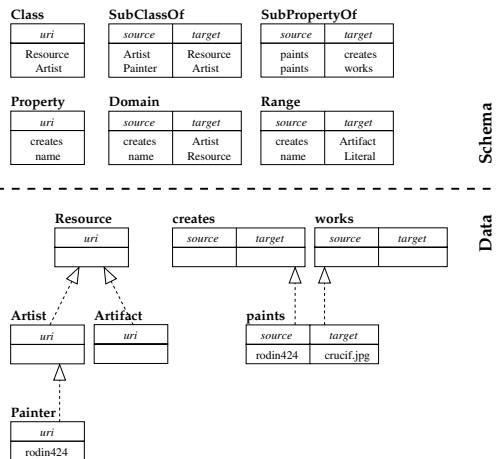 Class SubClassOf SubPropertyOf
uri source target source target
Resource Artist Resource paints creates
Artist Painter Artist paints works
Property Domain Range
uri source target source target
creates creates Artist creates Artifact
name name Resource name Literal
Schema
Data
Resource creates works
uri source target source target
Artist Artifact paints
uri uri source target
rodin424 crucif.jpg
Painter
uri
rodin424